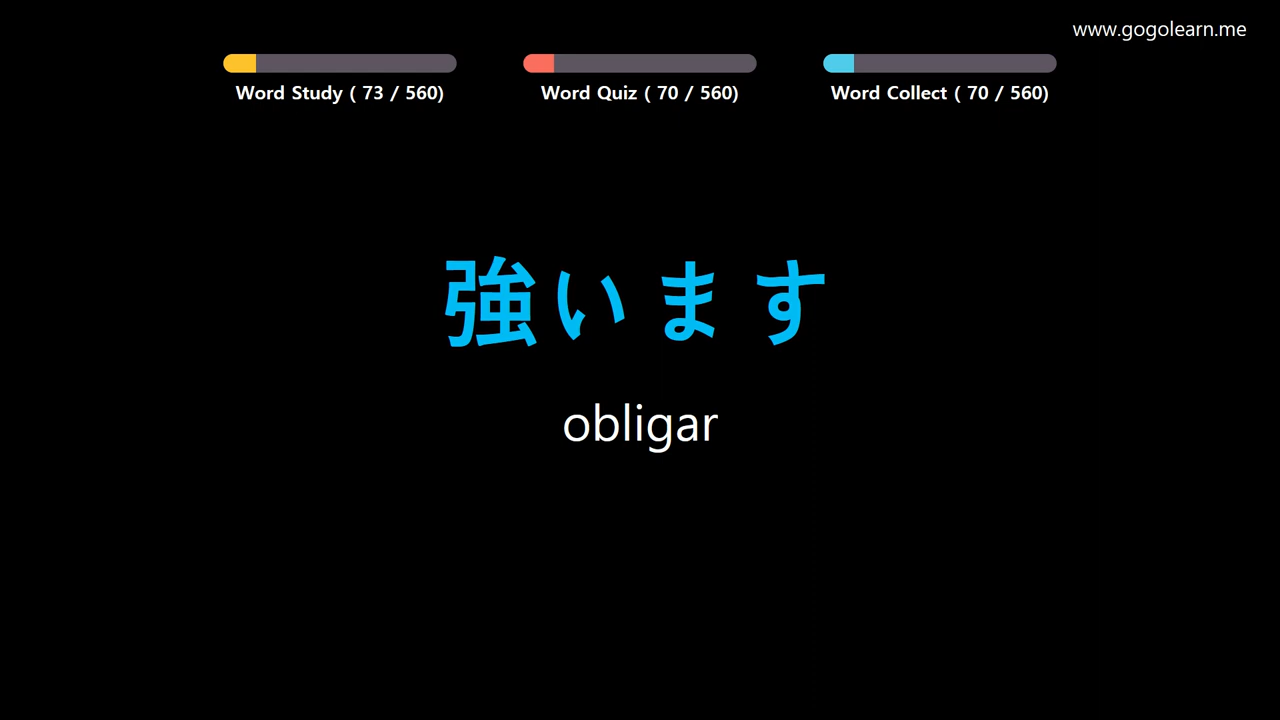 www.gogolearn.me
Word Study ( 73 / 560)
Word Quiz ( 70 / 560)
Word Collect ( 70 / 560)
強います
obligar